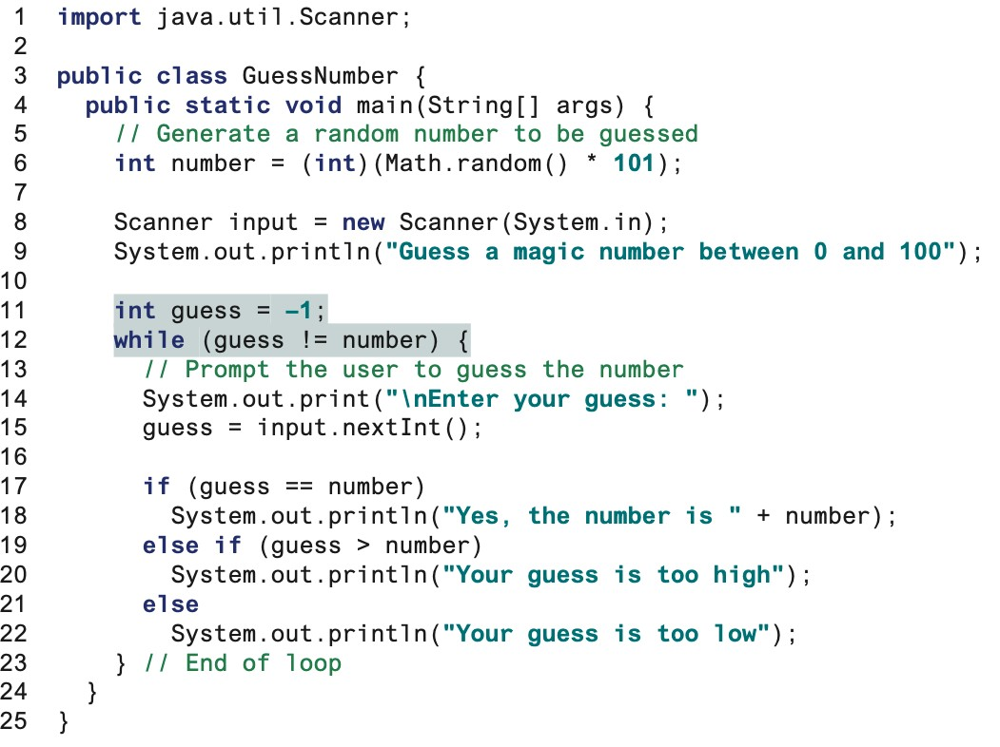 1 import java.util.Scanner;
2
3 public class GuessNumber {
4 public static void main(String[] args) {
5 // Generate a random number to be guessed
6 int number = (int)(Math.random() * 101);
7
8 Scanner input = new Scanner(System.in);
9 System.out.println("Guess a magic number between 0 and 100");
10
11 int guess = –1;
12 while (guess != number) {
13 // Prompt the user to guess the number
14 System.out.print("\nEnter your guess: ");
15 guess = input.nextInt();
16
17 if (guess == number)
18 System.out.println("Yes, the number is " + number);
19 else if (guess > number)
20 System.out.println("Your guess is too high");
21 else
22 System.out.println("Your guess is too low");
23 } // End of loop
24 }
25 }